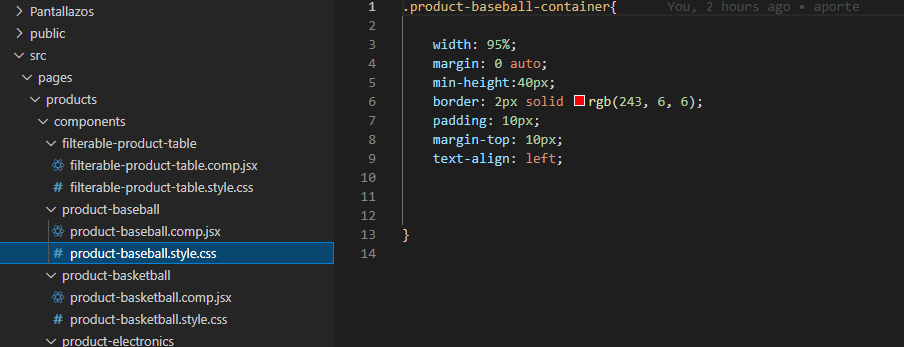 Pantallazos
public
src
pages
products
components
filterable-product-table
filterable-product-table.comp.jsx
# filterable-product-table.style.css
product-baseball
product-baseball.comp.jsx
# product-baseball.style.css
product-basketball
product-basketball.comp.jsx
# product-basketball.style.css
product-electronics
1 .product-baseball-container{ You, 2 hours ago • aporte
2
3 width: 95%;
4 margin: 0 auto;
5 min-height:40px;
6 border: 2px solid rgb(243, 6, 6);
7 padding: 10px;
8 margin-top: 10px;
9 text-align: left;
10
11
12
13 }
14